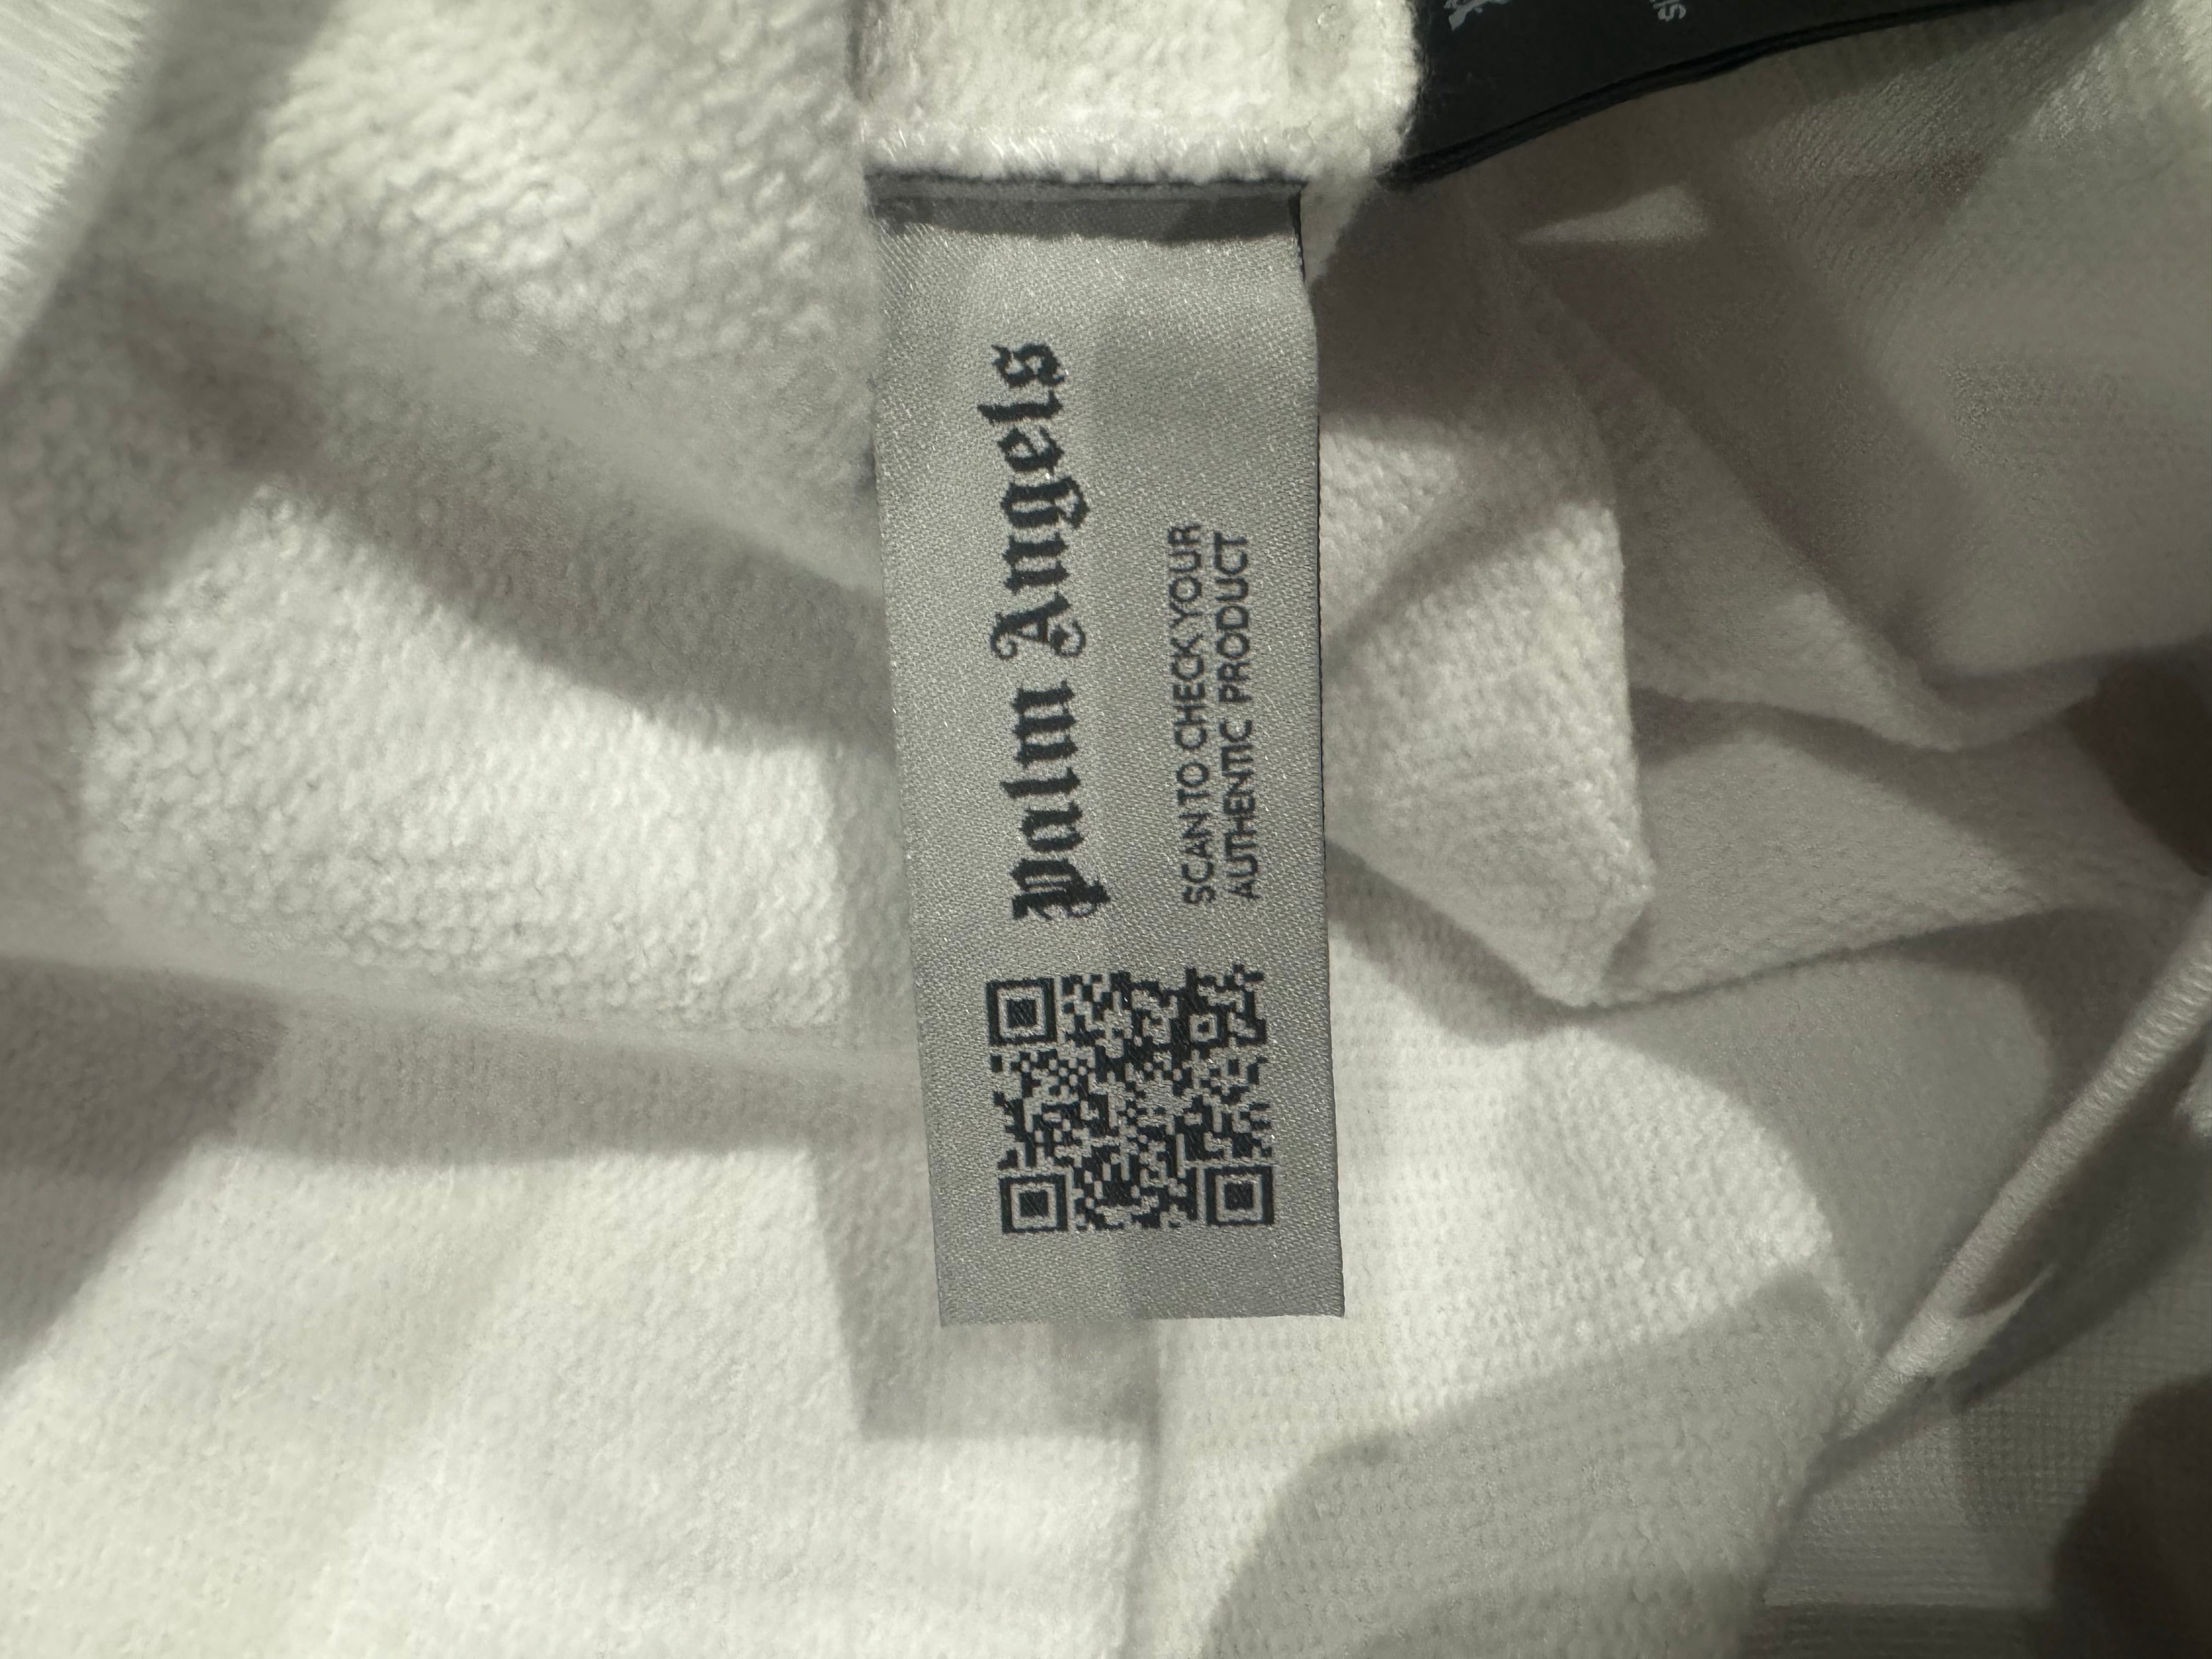 Palm Angels
SCAN TO CHECK YOUR
AUTHENTIC PRODUCT